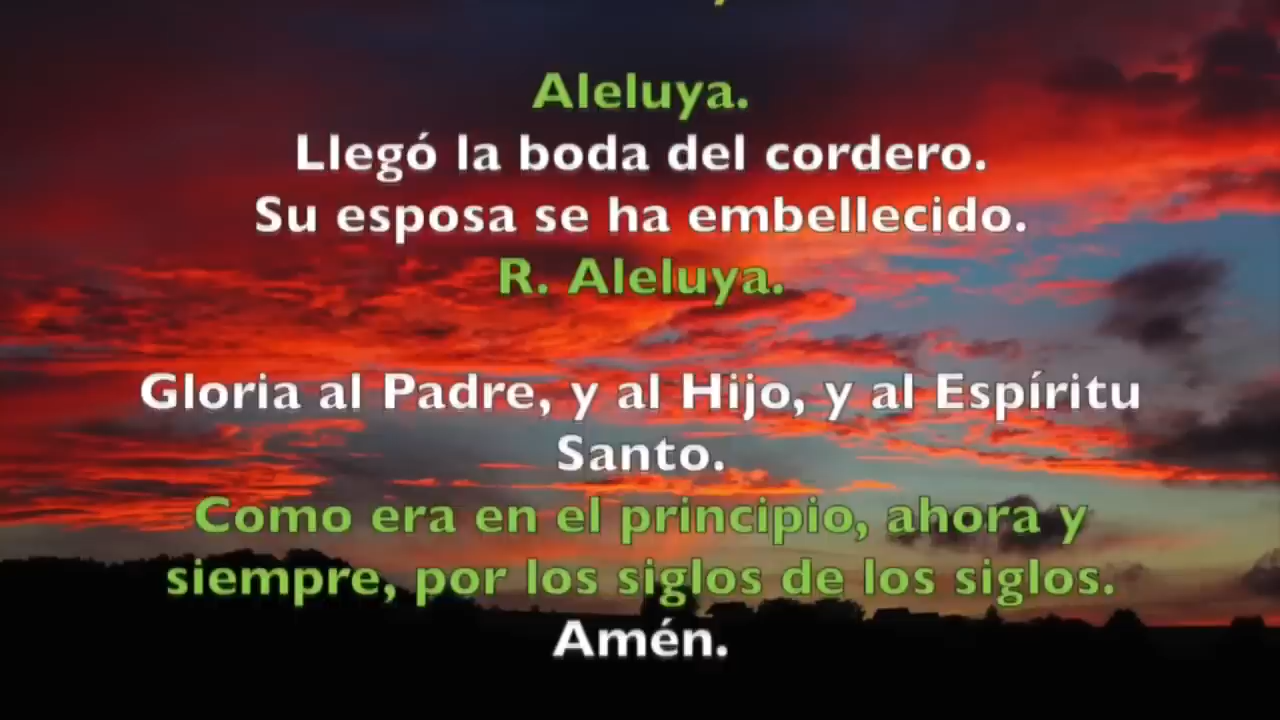 Aleluya.
Llegó la boda del cordero.
Su esposa se ha embellecido.
R. Aleluya.
Gloria al Padre, y al Hijo, y al Espíritu
Santo.
Como era en el principio, ahora y
siempre, por los siglos de los siglos.
Amén.